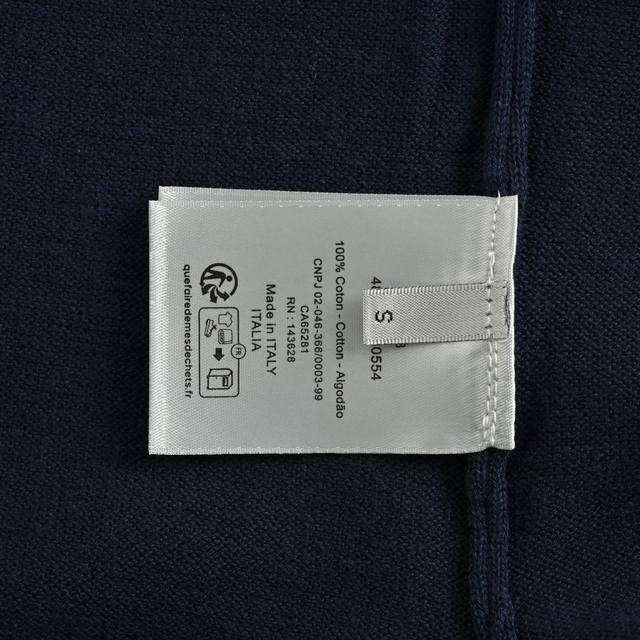 S
100% Coton - Cotton - Algodão
CNPJ 02-046-366/0003-99
CA65281
RN : 143628
Made in ITALY
ITALIA
FR
quefairedemesdechets.fr